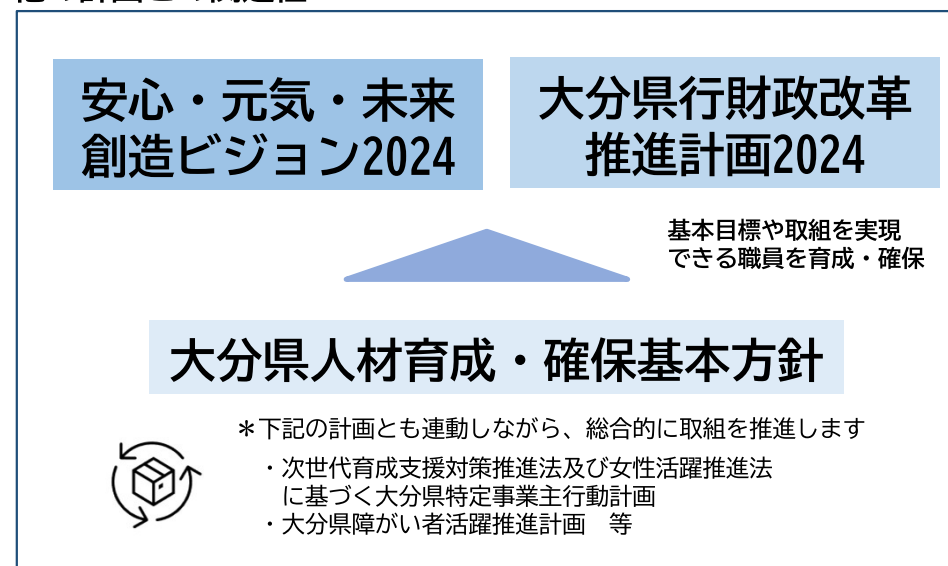 安心・元気・未来
創造ビジョン2024
大分県行財政改革
推進計画2024
基本目標や取組を実現
できる職員を育成・確保
大分県人材育成・確保基本方針
＊下記の計画とも連動しながら、総合的に取組を推進します
・次世代育成支援対策推進法及び女性活躍推進法
に基づく大分県特定事業主行動計画
・大分県障がい者活躍推進計画　等